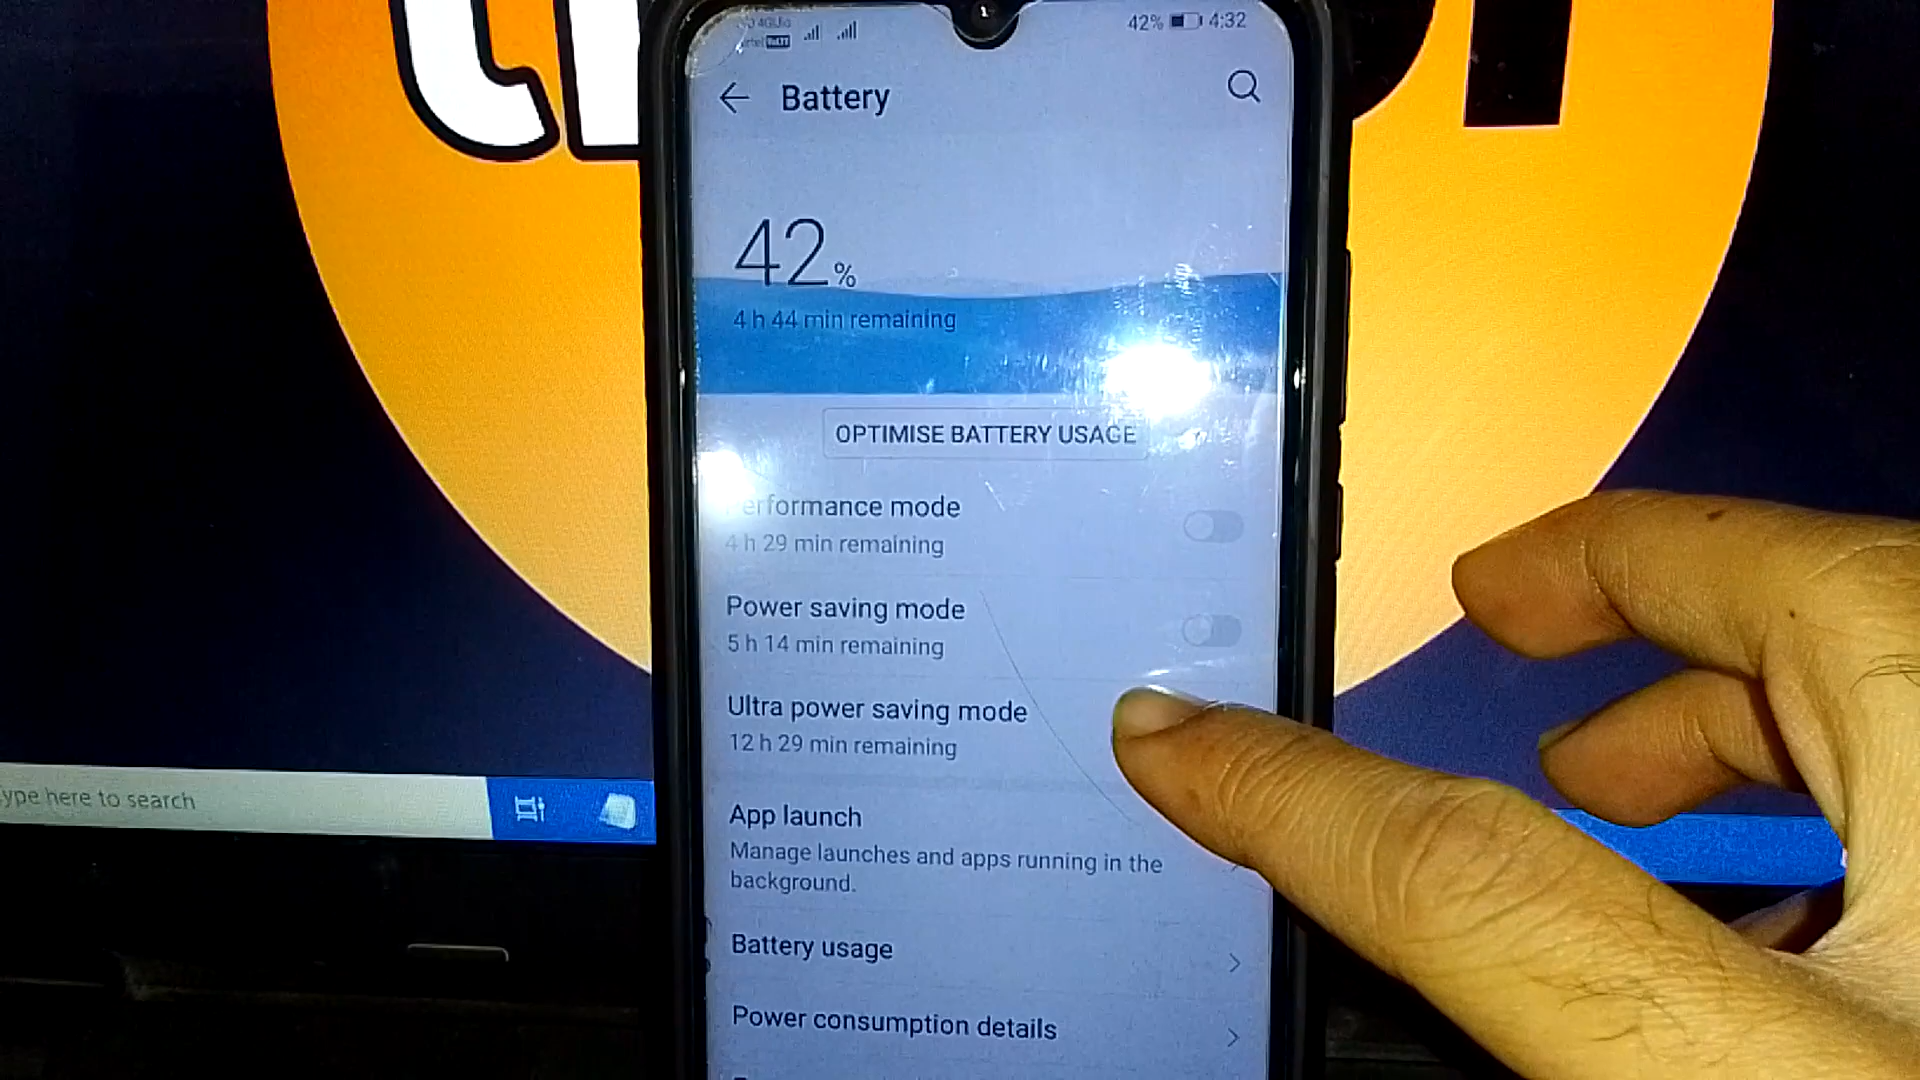 4G
VoLTE
42% 4:32
Battery
42%
4 h 44 min remaining
OPTIMISE BATTERY USAGE
erformance mode
4 h 29 min remaining
Power saving mode
5 h 14 min remaining
Ultra power saving mode
12 h 29 min remaining
App launch
Manage launches and apps running in the
background.
Battery usage
Power consumption details
ype here to search